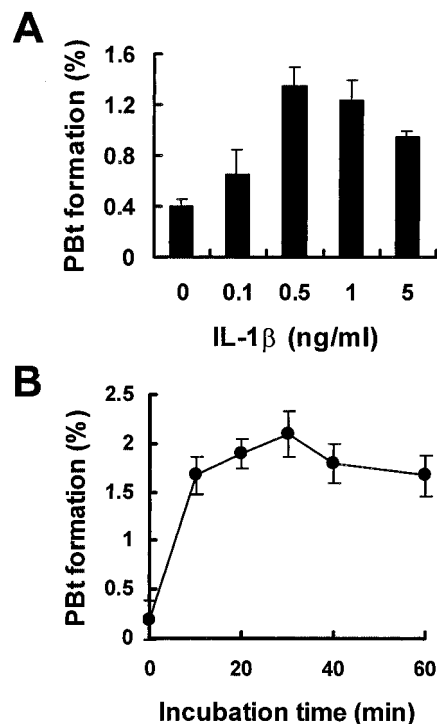 A
PBt formation (%)
1.6
1.2
0.8
0.4
0
0 0.1 0.5 1 5
IL-1β (ng/ml)
B
PBt formation (%)
2.5
2
1.5
1
0.5
0
0 20 40 60
Incubation time (min)